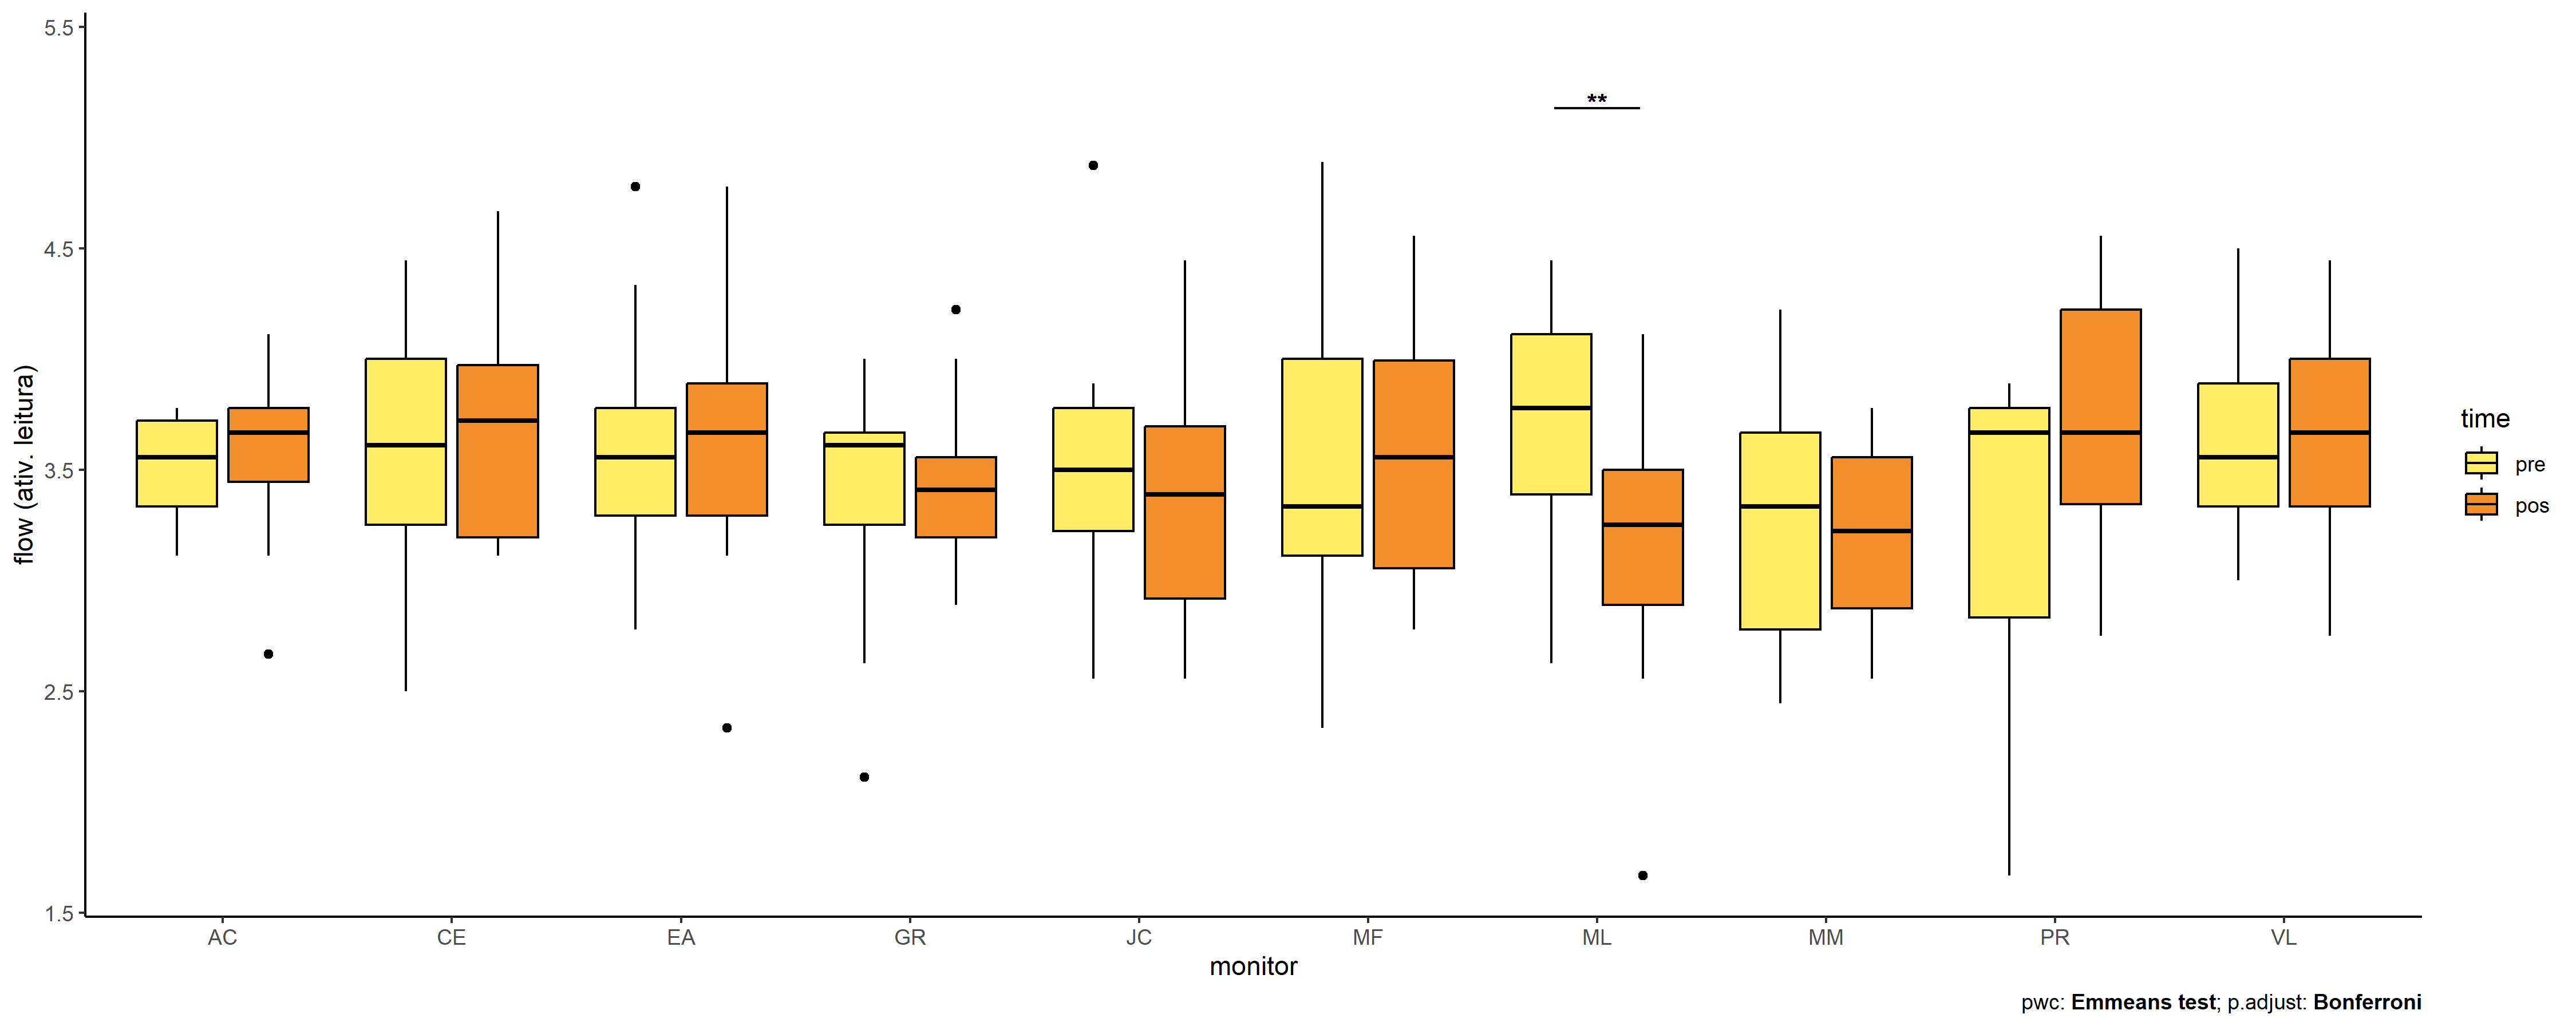 5.5
4.5
3.5
2.5
1.5
flow (ativ. leitura)
**
AC CE EA GR JC MF ML MM PR VL
monitor
time
pre
pos
pwc: Emmeans test; p.adjust: Bonferroni